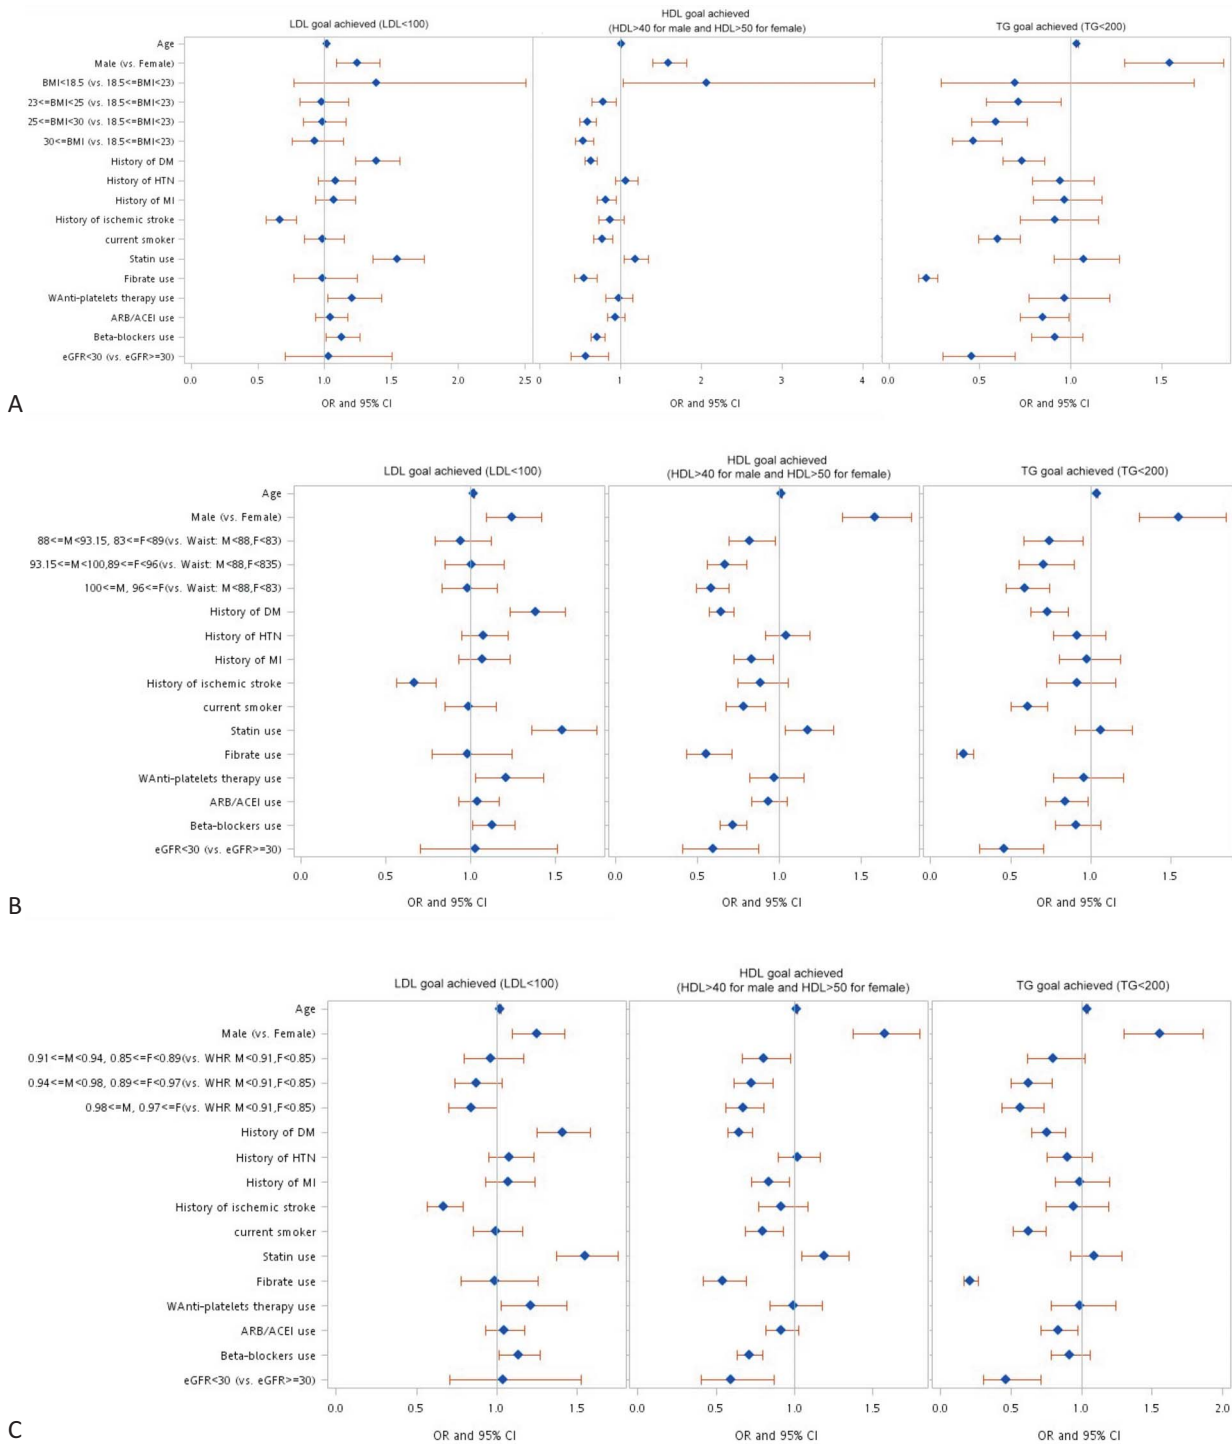 LDL goal achieved (LDL<100)
HDL goal achieved
(HDL>40 for male and HDL>50 for female)
TG goal achieved (TG<200)
Age
Male (vs. Female)
BMI<18.5 (vs. 18.5<=BMI<23)
23<=BMI<25 (vs. 18.5<=BMI<23)
25<=BMI<30 (vs. 18.5<=BMI<23)
30<=BMI (vs. 18.5<=BMI<23)
History of DM
History of HTN
History of MI
History of ischemic stroke
current smoker
Statin use
Fibrate use
WAnti-platelets therapy use
ARB/ACEI use
Beta-blockers use
eGFR<30 (vs. eGFR>=30)
0.0 0.5 1.0 1.5 2.0 2.5 0 1 2 3 4 0.0 0.5 1.0 1.5
OR and 95% CI OR and 95% CI OR and 95% CI
A
LDL goal achieved (LDL<100)
HDL goal achieved
(HDL>40 for male and HDL>50 for female)
TG goal achieved (TG<200)
Age
Male (vs. Female)
88<=M<93.15, 83<=F<89(vs. Waist: M<88,F<83)
93.15<=M<100,89<=F<96(vs. Waist: M<88,F<835)
100<=M, 96<=F(vs. Waist: M<88,F<83)
History of DM
History of HTN
History of MI
History of ischemic stroke
current smoker
Statin use
Fibrate use
WAnti-platelets therapy use
ARB/ACEI use
Beta-blockers use
eGFR<30 (vs. eGFR>=30)
0.0 0.5 1.0 1.5 0.0 0.5 1.0 1.5 0.0 0.5 1.0 1.5
OR and 95% CI OR and 95% CI OR and 95% CI
B
LDL goal achieved (LDL<100)
HDL goal achieved
(HDL>40 for male and HDL>50 for female)
TG goal achieved (TG<200)
Age
Male (vs. Female)
0.91<=M<0.94, 0.85<=F<0.89(vs. WHR M<0.91,F<0.85)
0.94<=M<0.98, 0.89<=F<0.97(vs. WHR M<0.91,F<0.85)
0.98<=M, 0.97<=F(vs. WHR M<0.91,F<0.85)
History of DM
History of HTN
History of MI
History of ischemic stroke
current smoker
Statin use
Fibrate use
WAnti-platelets therapy use
ARB/ACEI use
Beta-blockers use
eGFR<30 (vs. eGFR>=30)
0.0 0.5 1.0 1.5 0.0 0.5 1.0 1.5 0.0 0.5 1.0 1.5 2.0
OR and 95% CI OR and 95% CI OR and 95% CI
C